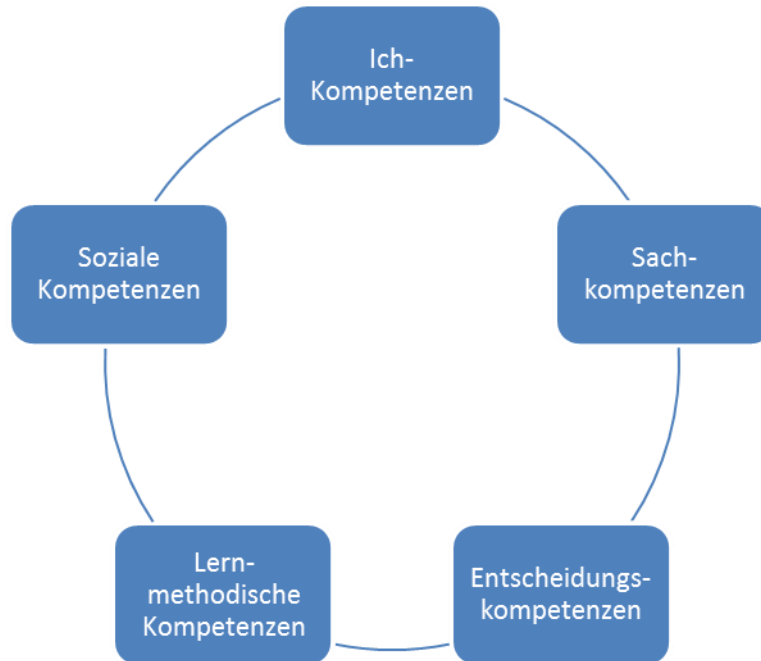 Ich-
Kompetenzen
Sach-
kompetenzen
Entscheidungs-
kompetenzen
Lern-
methodische
Kompetenzen
Soziale
Kompetenzen